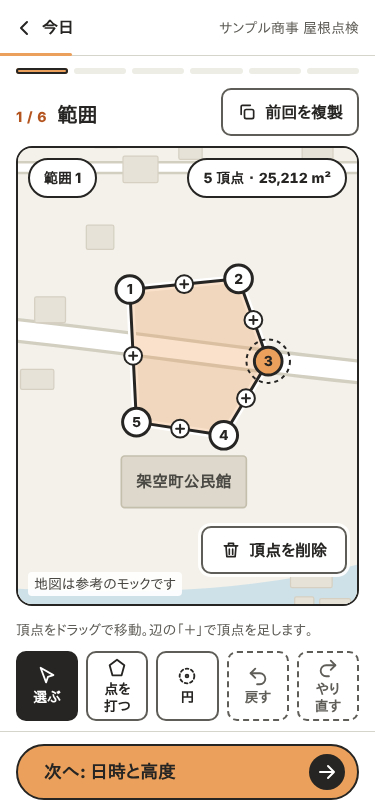 今日
サンプル商事 屋根点検
1 / 6 範囲
前回を複製
範囲 1
5 頂点・25,212 m²
1
2
3
5
4
架空町公民館
頂点を削除
地図は参考のモックです
頂点をドラッグで移動。辺の「＋」で頂点を足します。
選ぶ
点を
打つ
円
戻す
やり
直す
次へ: 日時と高度